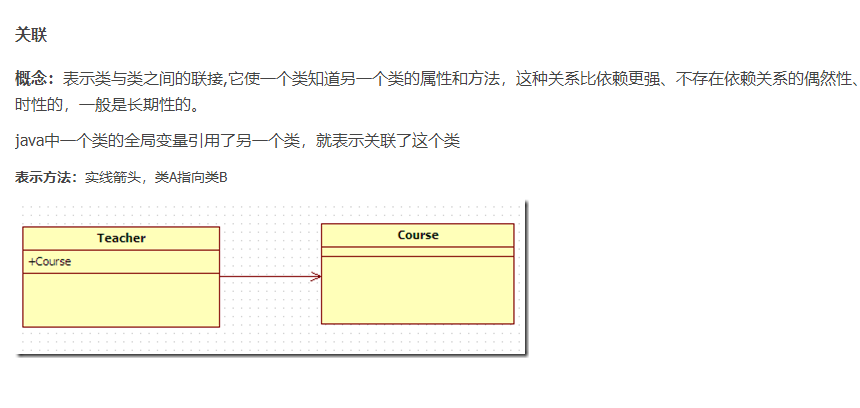 关联
概念：表示类与类之间的联接,它使一个类知道另一个类的属性和方法，这种关系比依赖更强、不存在依赖关系的偶然性、
时性的，一般是长期性的。
java中一个类的全局变量引用了另一个类，就表示关联了这个类
表示方法：实线箭头，类A指向类B
Teacher
+Course
Course